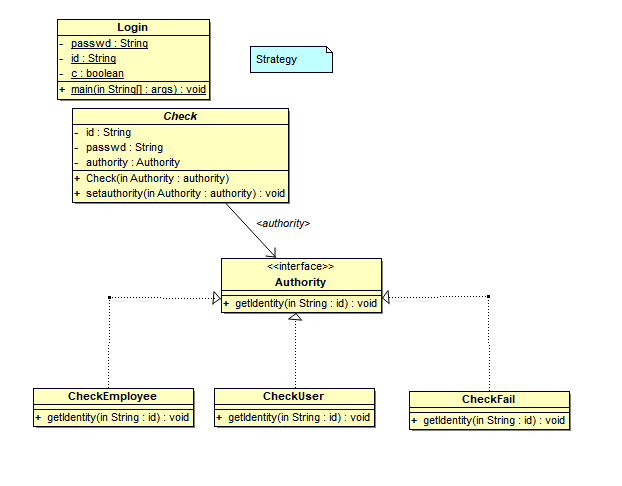 Login
- passwd : String
- id : String
- c : boolean
+ main(in String[] : args) : void
Strategy
Check
- id : String
- passwd : String
- authority : Authority
+ Check(in Authority : authority)
+ setauthority(in Authority : authority) : void
<authority>
<<interface>>
Authority
+ getIdentity(in String : id) : void
CheckEmployee
+ getIdentity(in String : id) : void
CheckUser
+ getIdentity(in String : id) : void
CheckFail
+ getIdentity(in String : id) : void